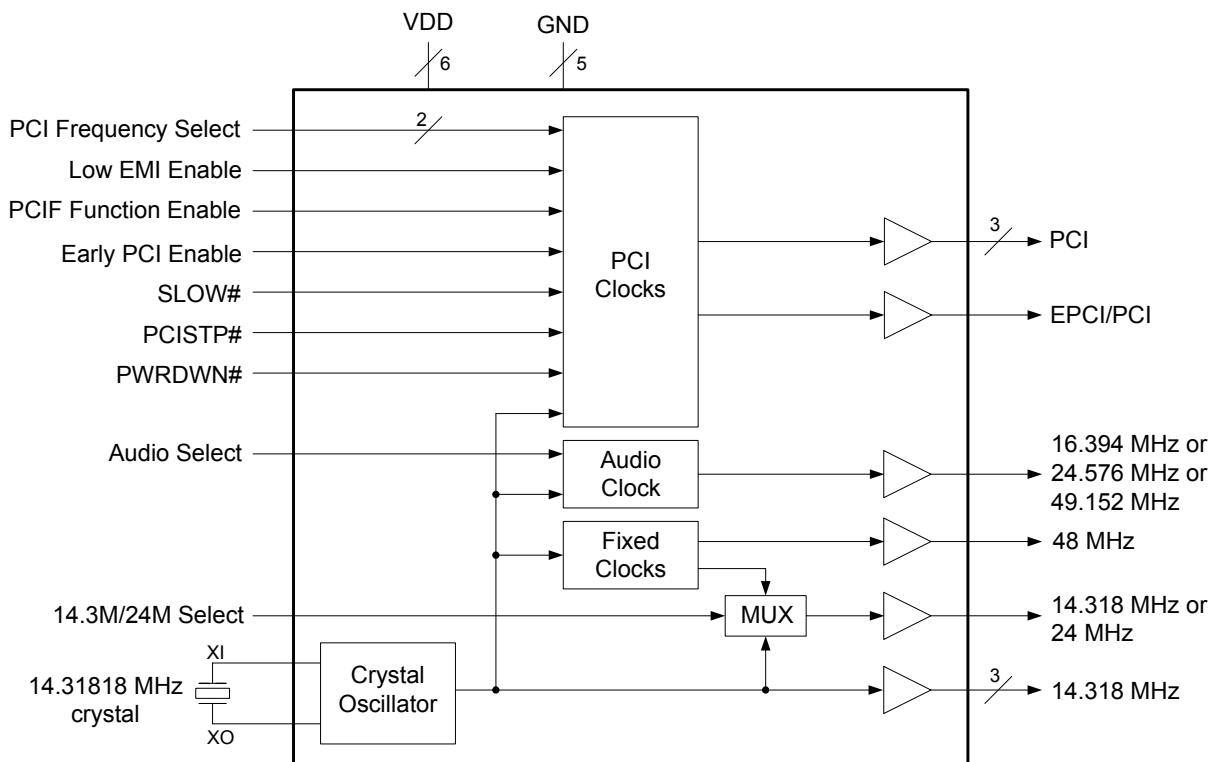 VDD
GND
6
5
PCI Frequency Select
2
Low EMI Enable
PCIF Function Enable
Early PCI Enable
SLOW#
PCISTP#
PWRDWN#
PCI
Clocks
3
PCI
EPCI/PCI
Audio Select
Audio
Clock
16.394 MHz or
24.576 MHz or
49.152 MHz
Fixed
Clocks
48 MHz
14.3M/24M Select
MUX
14.318 MHz or
24 MHz
XI
14.31818 MHz
crystal
XO
Crystal
Oscillator
3
14.318 MHz